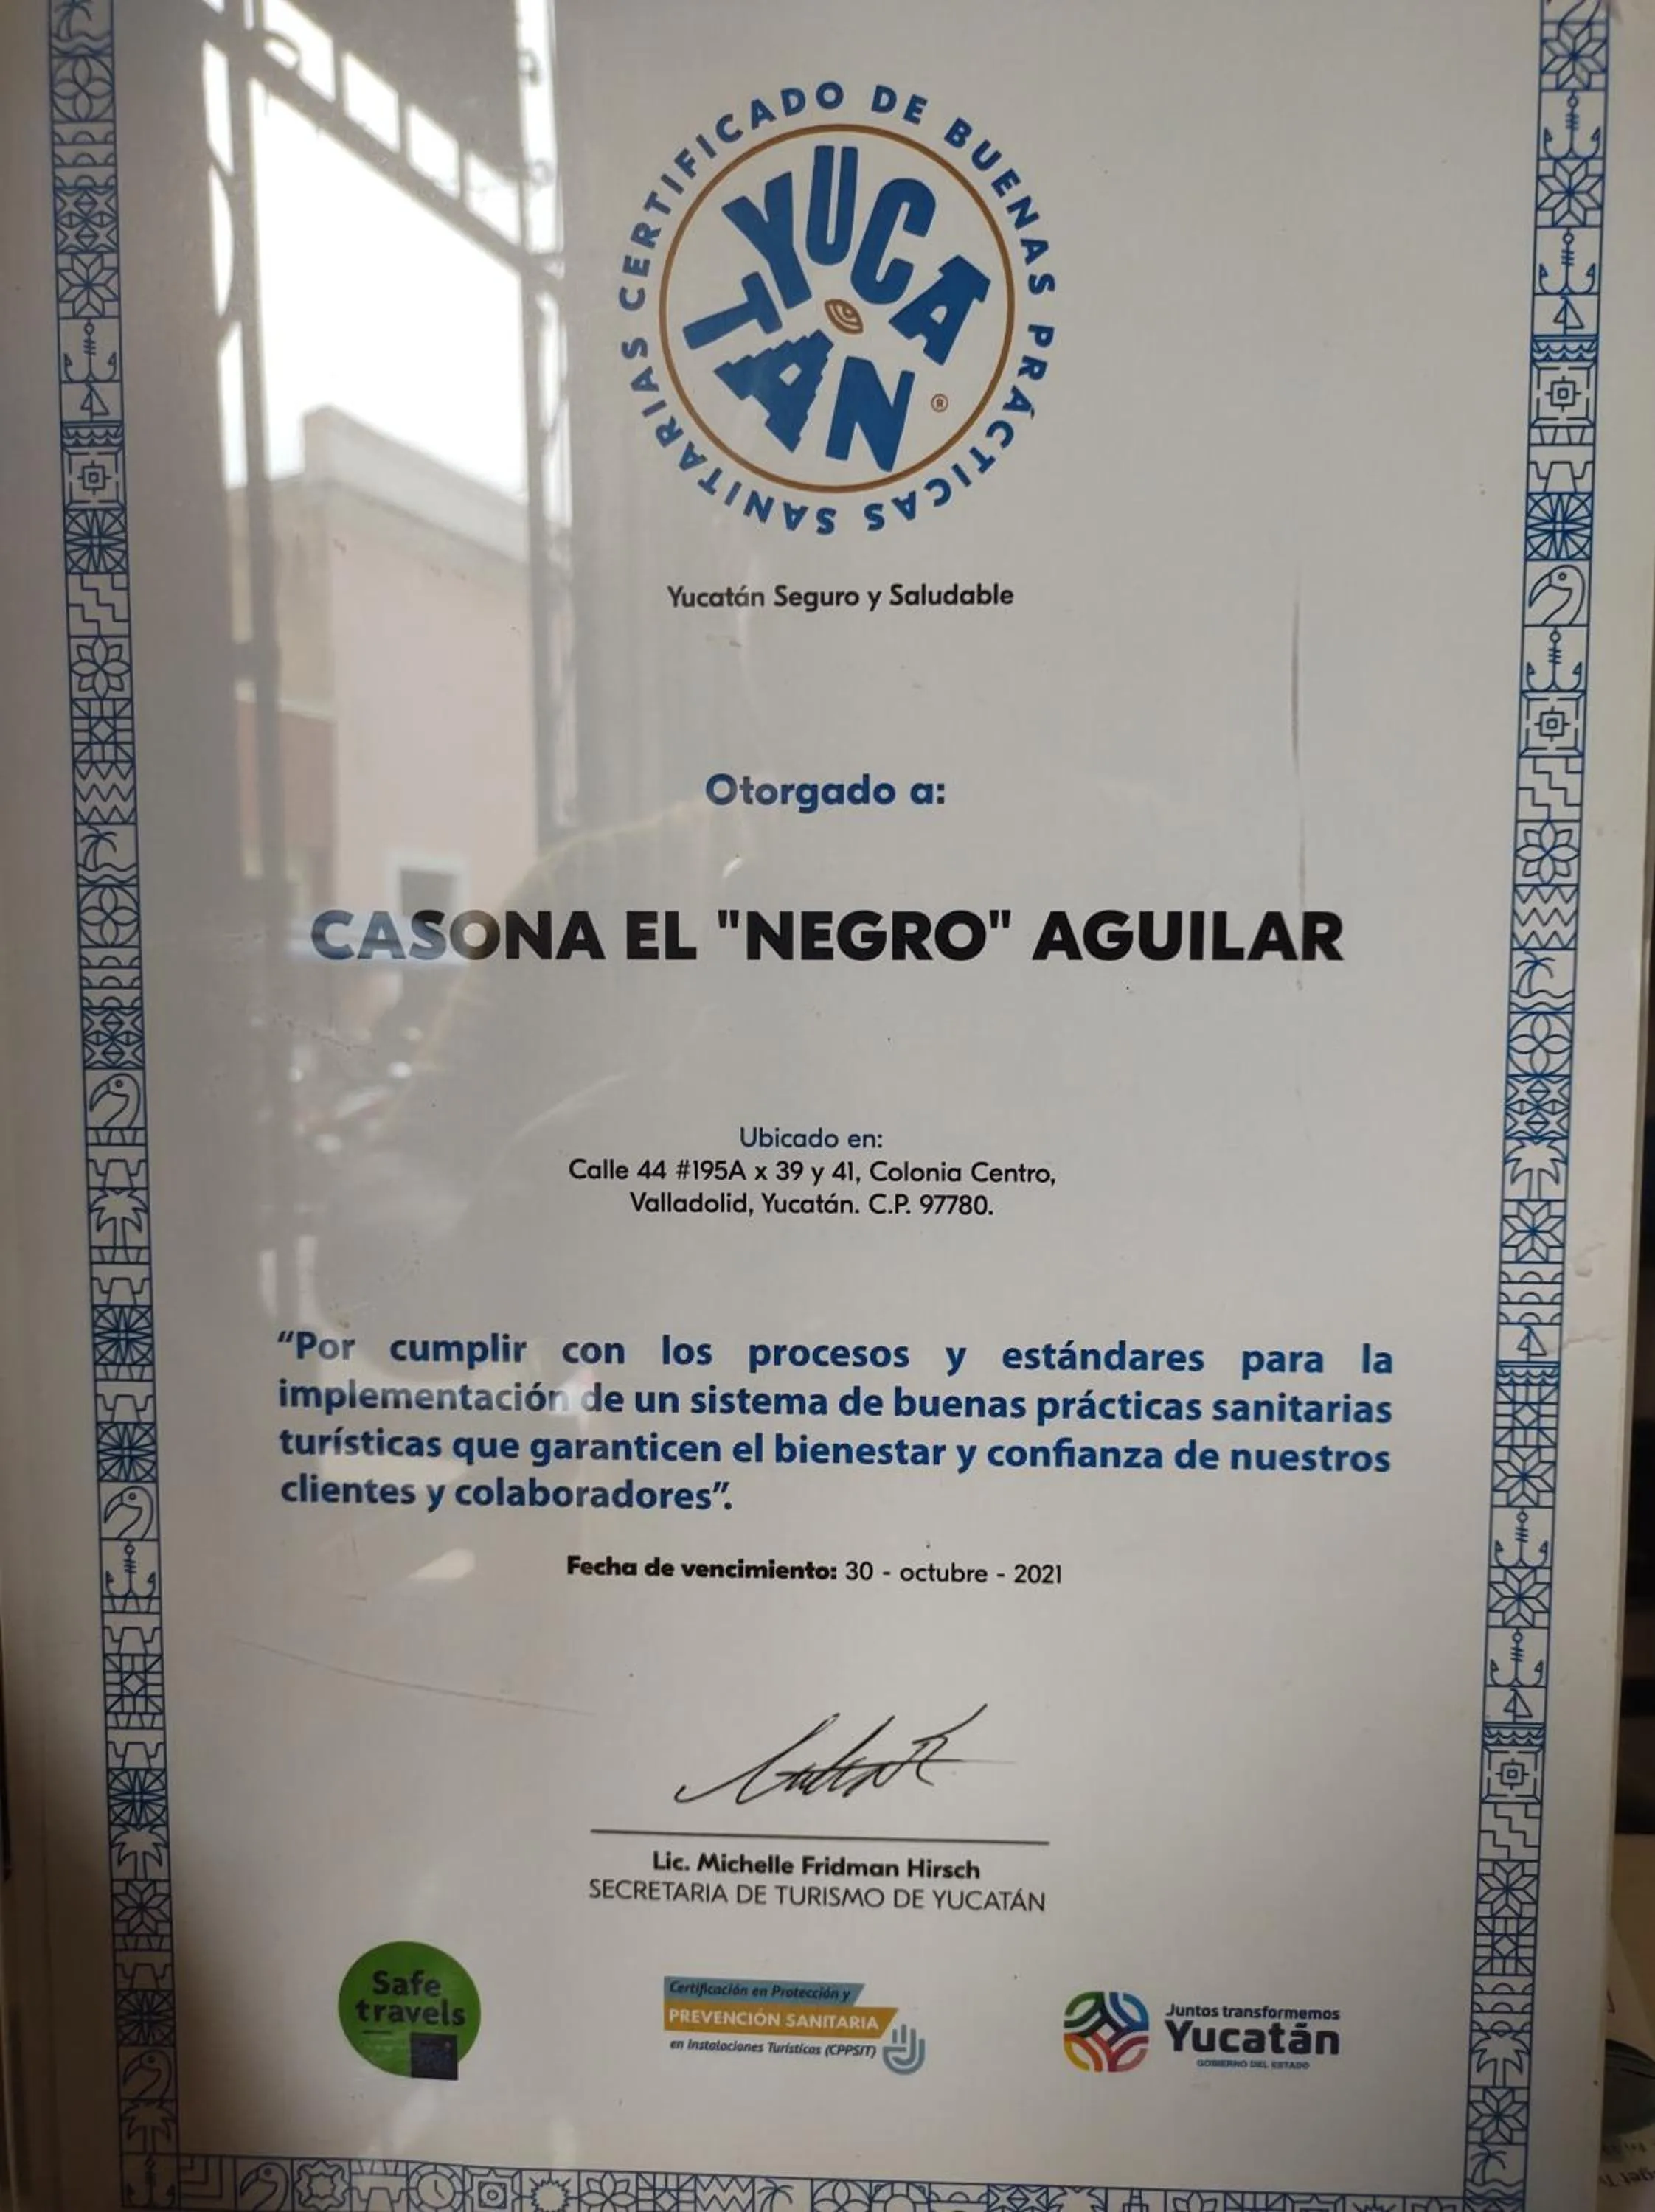 CERTIFICADO DE BUENAS PRÁCTICAS SANITARIAS
YUCATÁN ®
Yucatán Seguro y Saludable
Otorgado a:
CASONA EL "NEGRO" AGUILAR
Ubicado en:
Calle 44 #195A x 39 y 41, Colonia Centro,
Valladolid, Yucatán. C.P. 97780.
“Por cumplir con los procesos y estándares para la
implementación de un sistema de buenas prácticas sanitarias
turísticas que garanticen el bienestar y confianza de nuestros
clientes y colaboradores”.
Fecha de vencimiento: 30 - octubre - 2021
Lic. Michelle Fridman Hirsch
SECRETARIA DE TURISMO DE YUCATÁN
Safe
travels
Certificación en Protección y
PREVENCIÓN SANITARIA
en Instalaciones Turísticas (CPPSIT)
Juntos transformemos
Yucatán
GOBIERNO DEL ESTADO